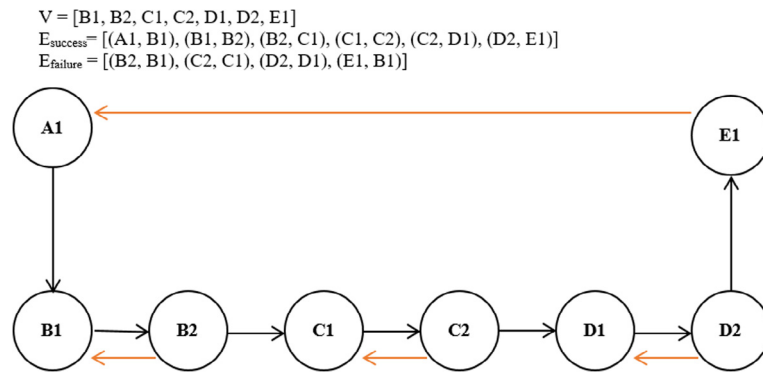 V = [B1, B2, C1, C2, D1, D2, E1]
Esuccess= [(A1, B1), (B1, B2), (B2, C1), (C1, C2), (C2, D1), (D2, E1)]
Efailure = [(B2, B1), (C2, C1), (D2, D1), (E1, B1)]
A1
E1
B1 B2 C1 C2 D1 D2